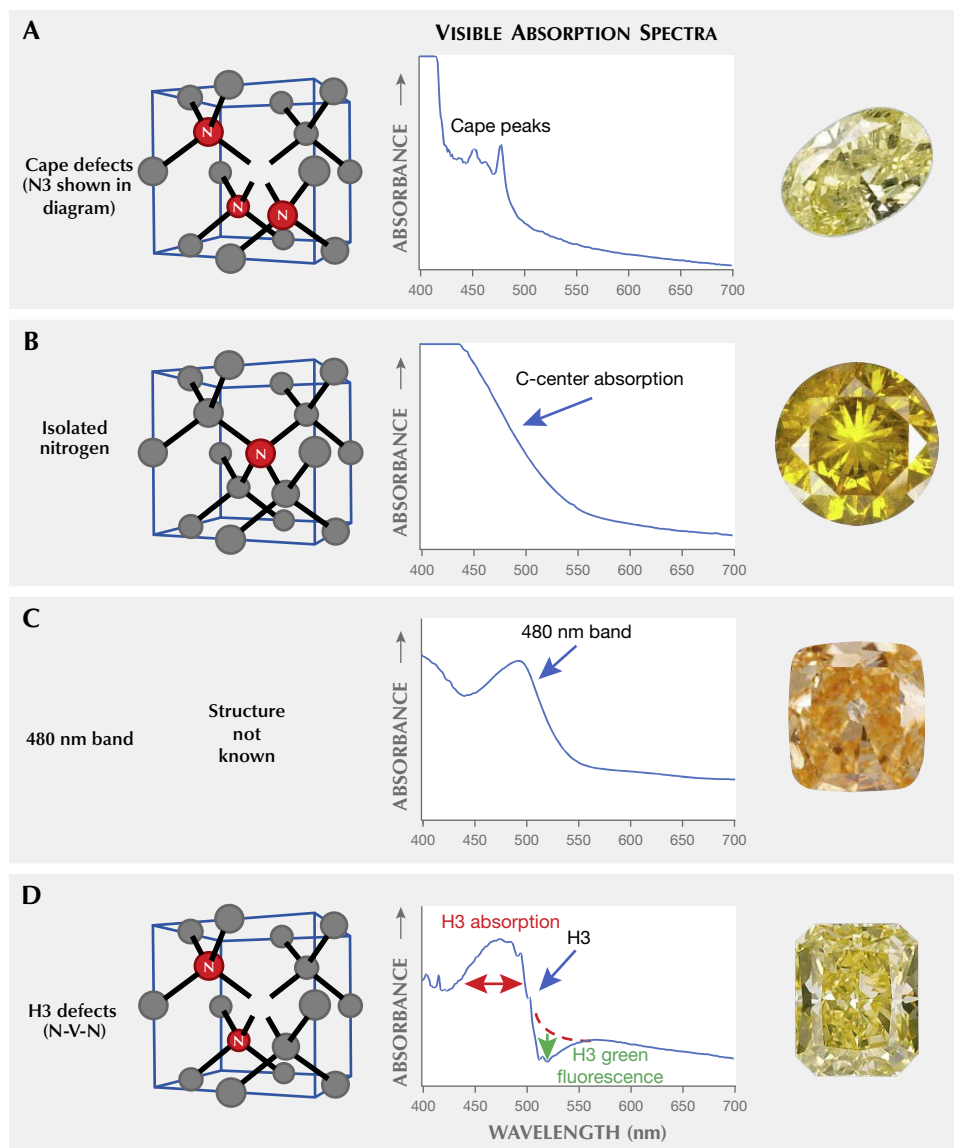 A
VISIBLE ABSORPTION SPECTRA
Cape defects
(N3 shown in
diagram)
N
N
N
ABSORBANCE
Cape peaks
400 450 500 550 600 650 700
B
Isolated
nitrogen
N
ABSORBANCE
C-center absorption
400 450 500 550 600 650 700
C
480 nm band
Structure
not
known
ABSORBANCE
480 nm band
400 450 500 550 600 650 700
D
H3 defects
(N-V-N)
N
N
ABSORBANCE
H3 absorption
H3
H3 green
fluorescence
400 450 500 550 600 650 700
WAVELENGTH (nm)